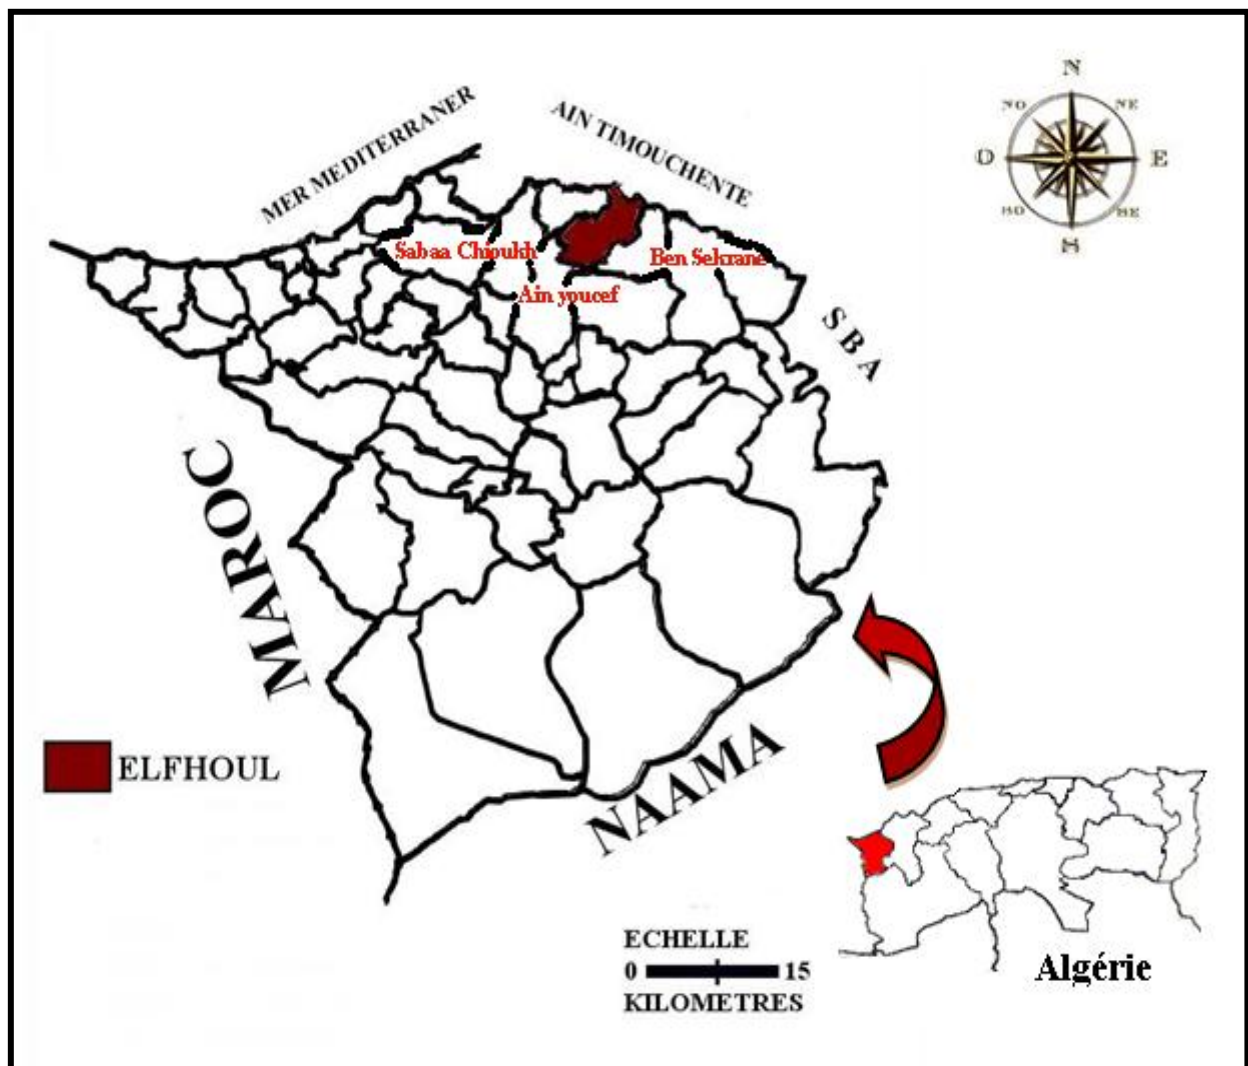 N
NO
NE
O
E
SO
SE
S
MER MEDITERRANER
AIN TIMOUCHENTE
Sabaa Chioukh
Ben Sekrane
Ain youcef
S B A
MAROC
ELFHOUL
NAAMA
ECHELLE
0 15
KILOMETRES
Algérie